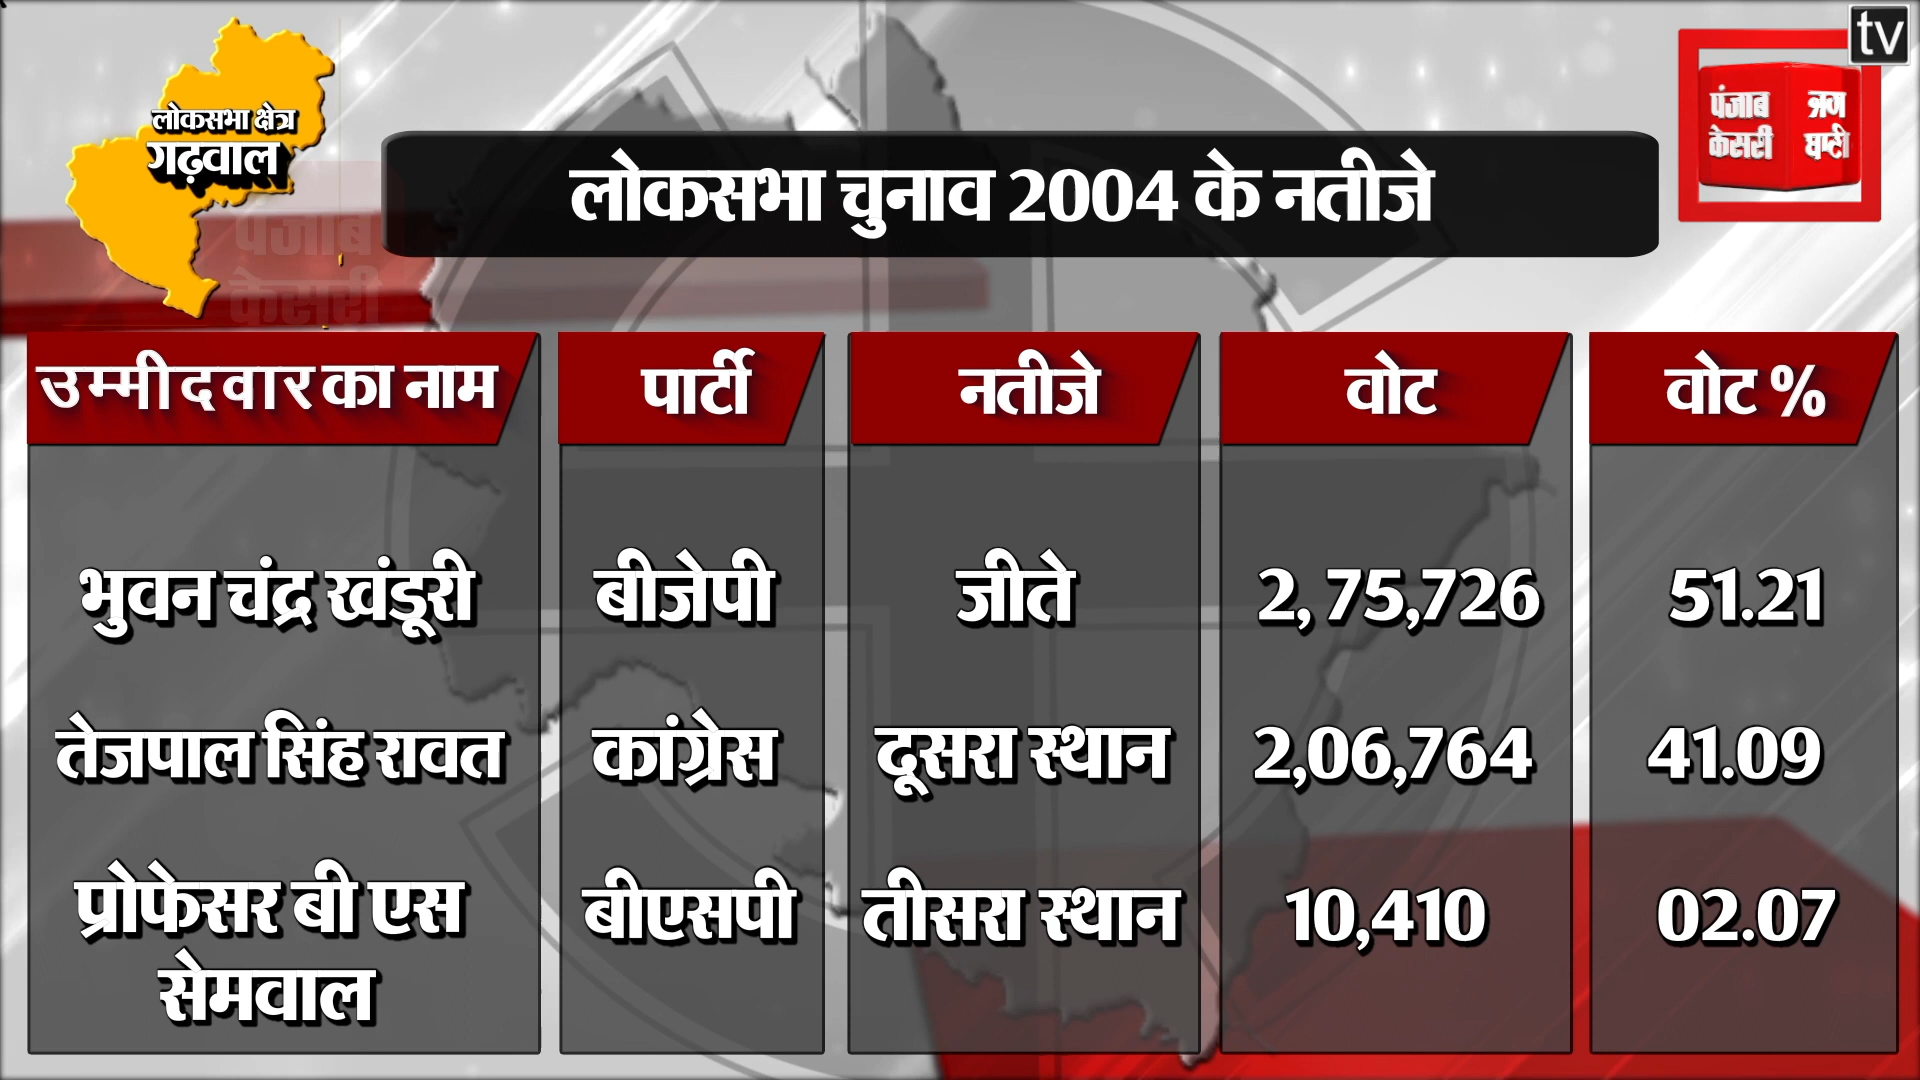 tv
लोकसभा क्षेत्र
गढ़वाल
पंजाब
केसरी
लोकसभा चुनाव 2004 के नतीजे
पंजाब
केसरी
उम्मीदवार का नाम पार्टी नतीजे वोट वोट %
भुवन चंद्र खंडूरी बीजेपी जीते 2, 75,726 51.21
तेजपाल सिंह रावत कांग्रेस दूसरा स्थान 2,06,764 41.09
प्रोफेसर बी एस बीएसपी तीसरा स्थान 10,410 02.07
सेमवाल